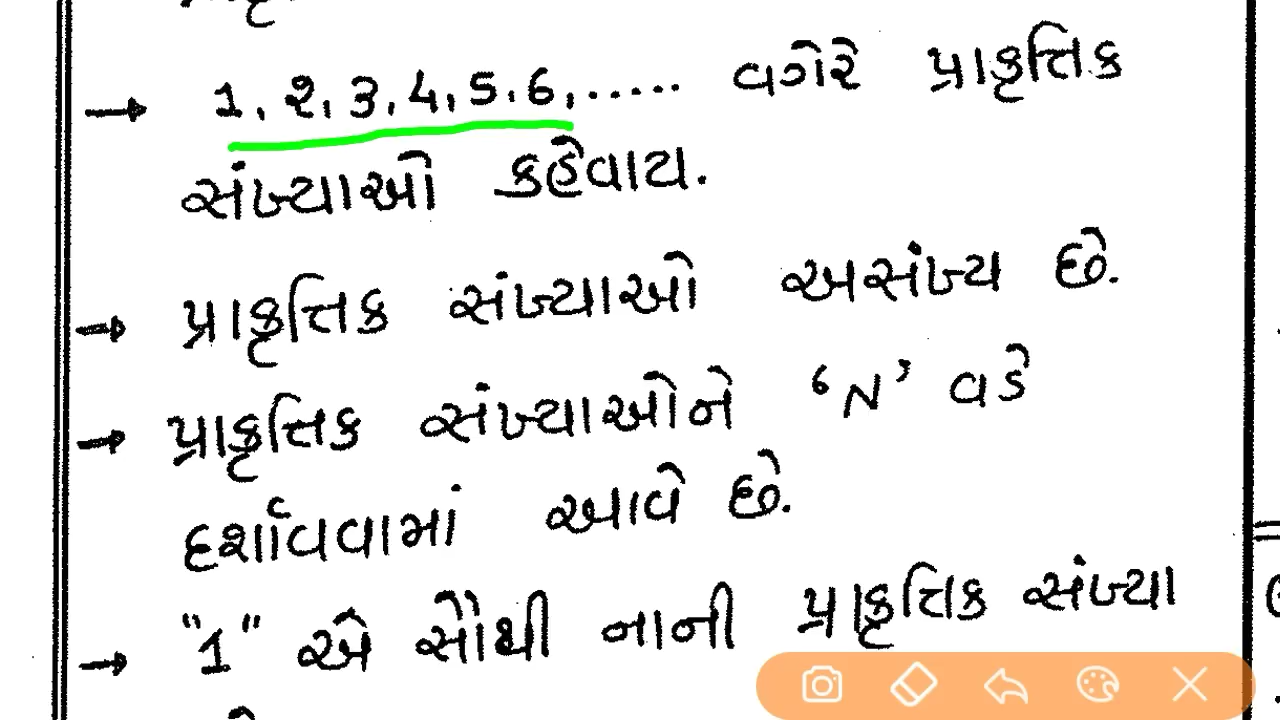 → 1, 2, 3, 4, 5, 6, ..... વગેરે પ્રાકૃત્તિક
સંખ્યાઓ કહેવાય.
→ પ્રાકૃત્તિક સંખ્યાઓ અસંખ્ય છે.
→ પ્રાકૃત્તિક સંખ્યાઓને ‘N’ વડે
દર્શાવવામાં આવે છે.
→ "1" એ સૌથી નાની પ્રાકૃત્તિક સંખ્યા